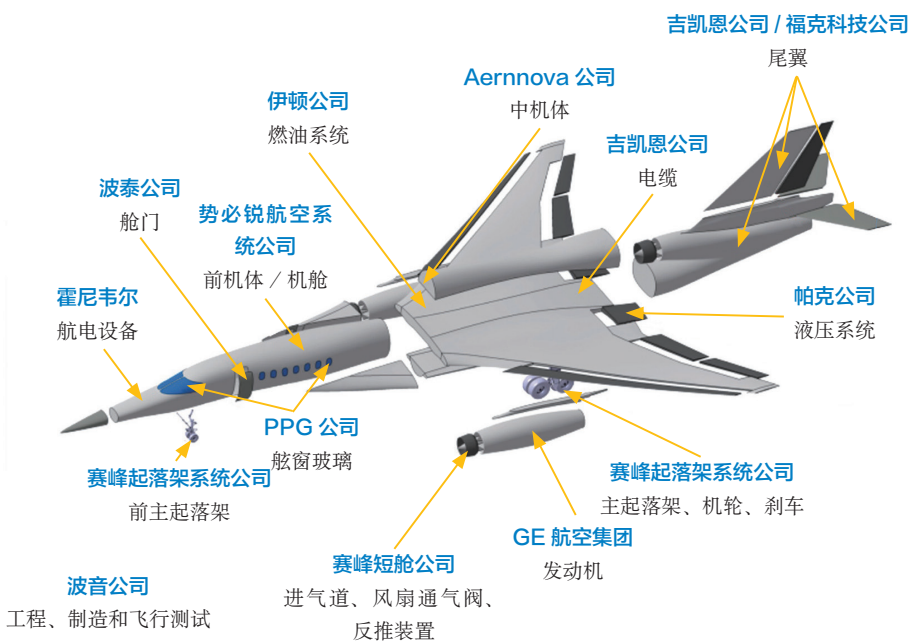 吉凯恩公司 / 福克科技公司
尾翼
Aernnova 公司
中机体
伊顿公司
燃油系统
吉凯恩公司
电缆
波泰公司
舱门
势必锐航空系
统公司
前机体 / 机舱
霍尼韦尔
航电设备
帕克公司
液压系统
PPG 公司
舷窗玻璃
赛峰起落架系统公司
前主起落架
赛峰起落架系统公司
主起落架、机轮、刹车
GE 航空集团
发动机
赛峰短舱公司
进气道、风扇通气阀、
反推装置
波音公司
工程、制造和飞行测试